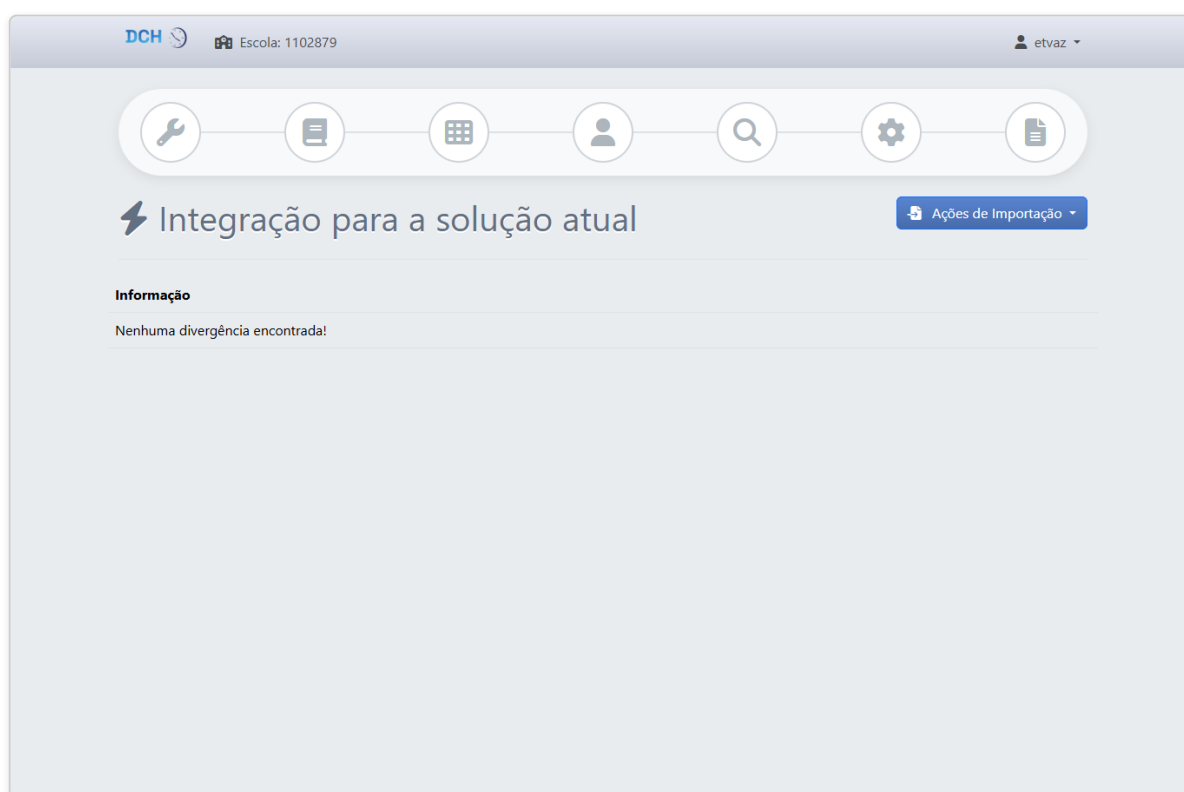 DCH
Escola: 1102879
etvaz
Integração para a solução atual
Ações de Importação
Informação
Nenhuma divergência encontrada!